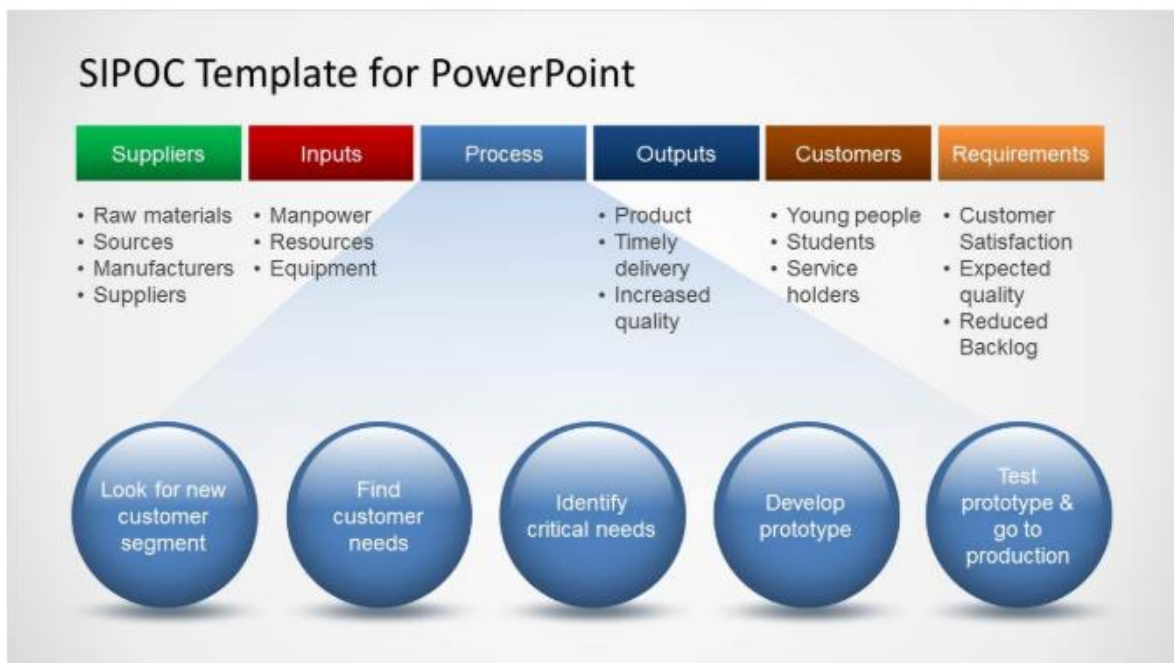 SIPOC Template for PowerPoint
Suppliers
Inputs
Process
Outputs
Customers
Requirements
• Raw materials
• Sources
• Manufacturers
• Suppliers
• Manpower
• Resources
• Equipment
• Product
• Timely
delivery
• Increased
quality
• Young people
• Students
• Service
holders
• Customer
Satisfaction
• Expected
quality
• Reduced
Backlog
Look for new
customer
segment
Find
customer
needs
Identify
critical needs
Develop
prototype
Test
prototype &
go to
production